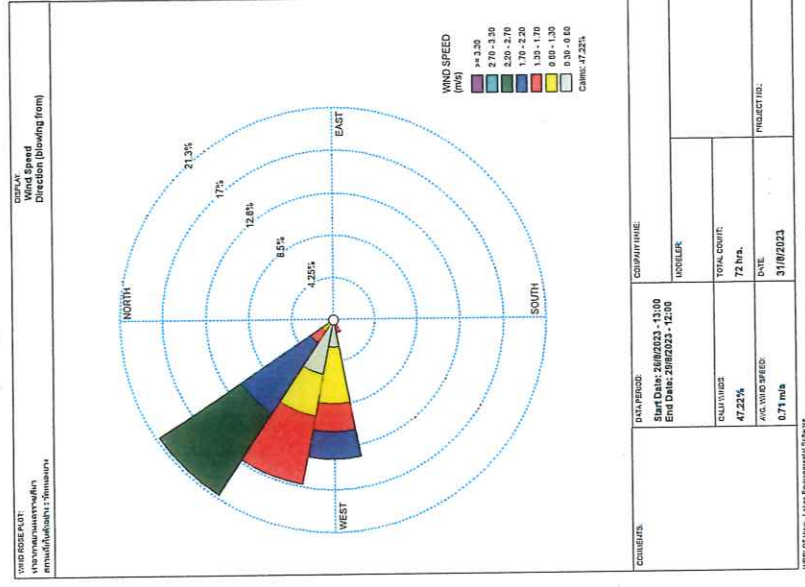 WIND ROSE PLOT:
DISPLAY:
Wind Speed
Direction (blowing from)
NORTH
21.3%
17%
12.8%
8.5%
4.25%
WEST
EAST
SOUTH
WIND SPEED
(m/s)
>= 3.30
2.70 - 3.30
2.20 - 2.70
1.70 - 2.20
1.30 - 1.70
0.80 - 1.30
0.30 - 0.80
Calms: 47.22%
COMMENTS:
DATA PERIOD:
Start Date: 26/8/2023 - 13:00
End Date: 29/8/2023 - 12:00
COMPANY NAME:
MODELER:
CALM WINDS:
47.22%
TOTAL COUNT:
72 hrs.
AVG. WIND SPEED:
0.71 m/s
DATE:
31/8/2023
PROJECT NO.: